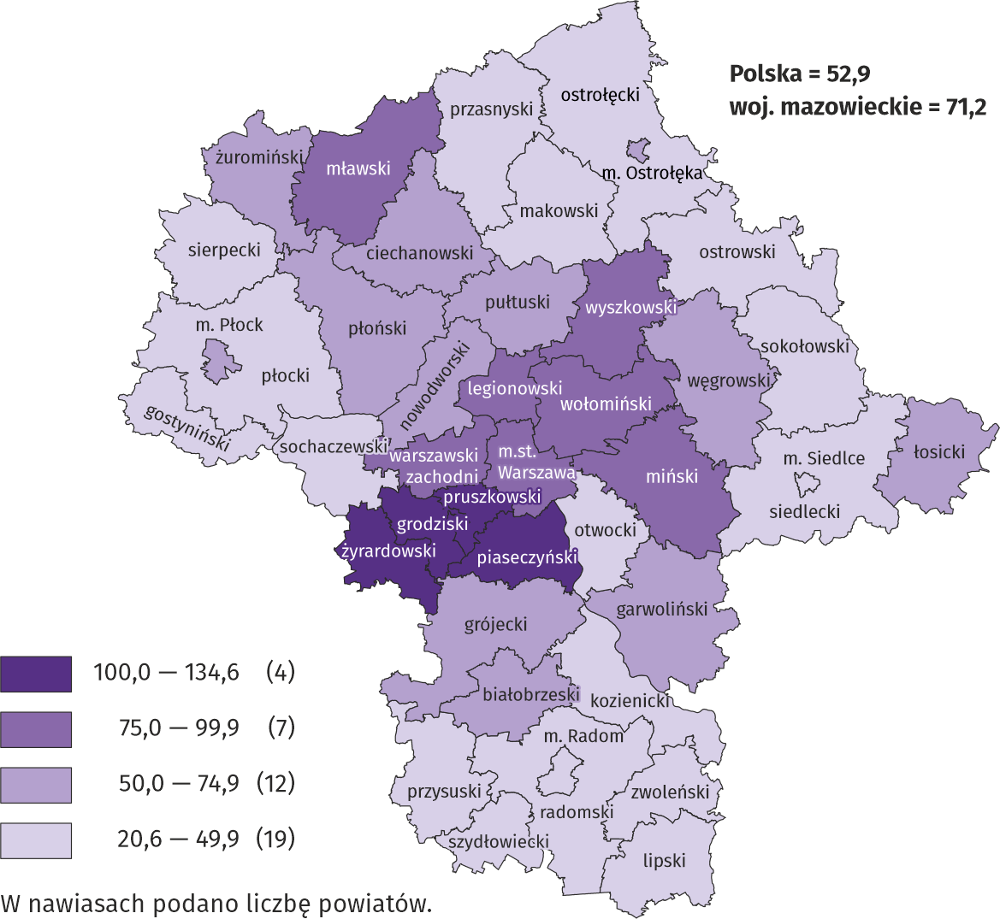 ostrołęcki
Polska = 52,9
woj. mazowieckie = 71,2
przasnyski
żuromiński
mławski
m. Ostrołęka
makowski
sierpecki
ciechanowski
ostrowski
pułtuski
wyszkowski
m. Płock
płoński
nowodworski
sokołowski
płocki
węgrowski
legionowski
wołomiński
gostyniński
sochaczewski
warszawski
zachodni
m.st.
Warszawa
m. Siedlce
łosicki
miński
pruszkowski
siedlecki
grodziski
otwocki
żyrardowski
piaseczyński
garwoliński
grójecki
100,0 — 134,6 (4)
białobrzeski
kozienicki
75,0 — 99,9 (7)
m. Radom
50,0 — 74,9 (12)
przysuski
zwoleński
radomski
20,6 — 49,9 (19)
szydłowiecki
lipski
W nawiasach podano liczbę powiatów.